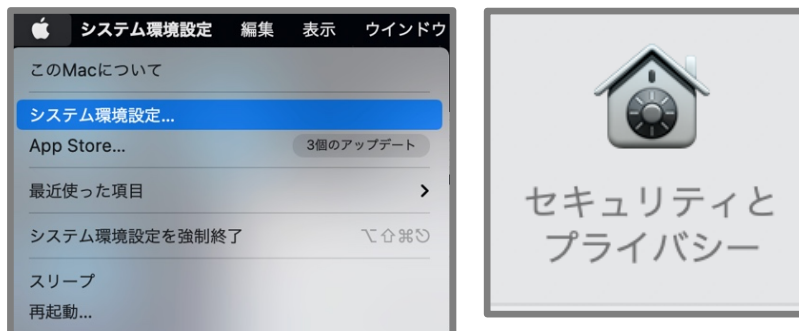 システム環境設定 編集 表示 ウインドウ
このMacについて
システム環境設定...
App Store... 3個のアップデート
最近使った項目
システム環境設定を強制終了 ⌥⇧⌘⎋
スリープ
再起動...
セキュリティと
プライバシー